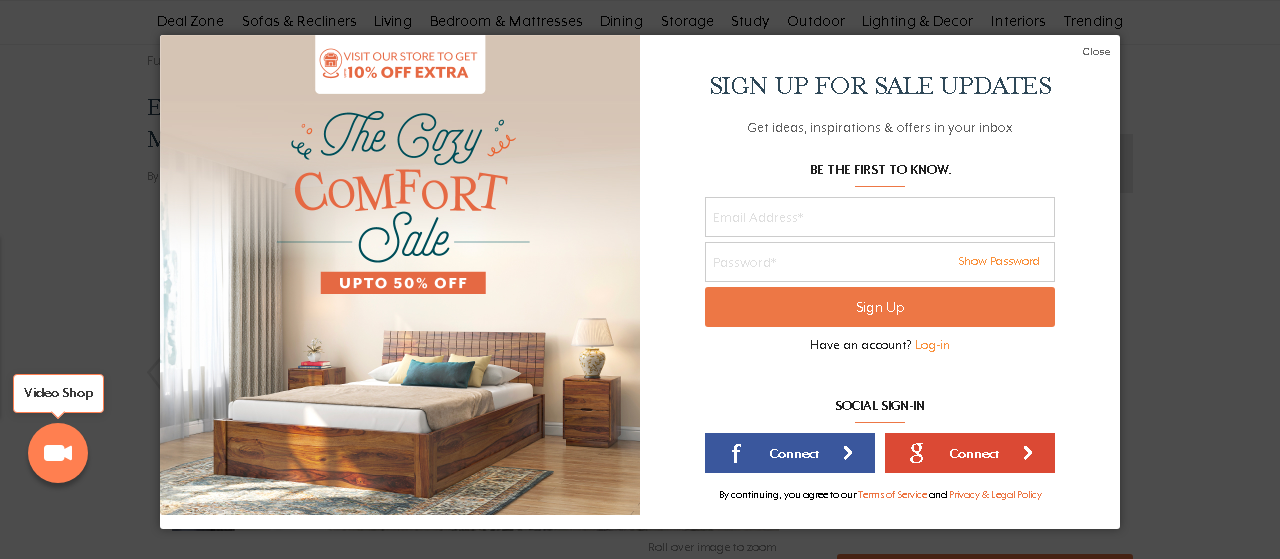 Deal Zone Sofas & Recliners Living Bedroom & Mattresses Dining Storage Study Outdoor Lighting & Decor Interiors Trending
VISIT OUR STORE TO GET
10% OFF EXTRA
The Cozy
COMFORT
Sale
UPTO 50% OFF
Close
SIGN UP FOR SALE UPDATES
Get ideas, inspirations & offers in your inbox
BE THE FIRST TO KNOW.
Email Address*
Password*
Show Password
Sign Up
Have an account? Log-in
SOCIAL SIGN-IN
f Connect
g Connect
By continuing, you agree to our Terms of Service and Privacy & Legal Policy
Video Shop
By
Roll over image to zoom